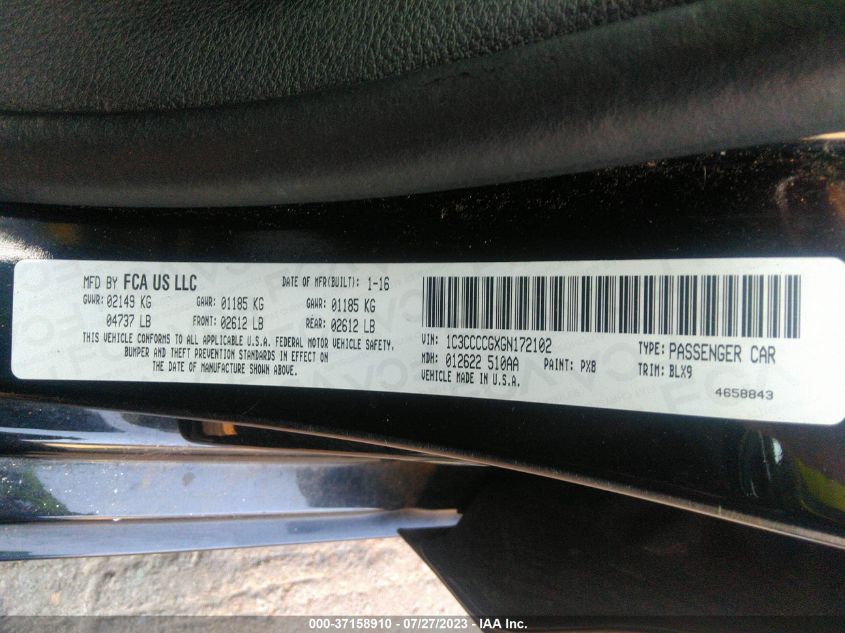 MFD BY FCA US LLC
DATE OF MFR(BUILT): 1-16
GVWR: 02149 KG GAWR: 01185 KG GAWR: 01185 KG
04737 LB FRONT: 02612 LB REAR: 02612 LB
THIS VEHICLE CONFORMS TO ALL APPLICABLE U.S. FEDERAL MOTOR VEHICLE SAFETY,
BUMPER AND THEFT PREVENTION STANDARDS IN EFFECT ON
THE DATE OF MANUFACTURE SHOWN ABOVE.
VIN: 1C3CCCCGXGN172102 TYPE: PASSENGER CAR
MDH: 012622 510AA PAINT: PX8 TRIM: BLX9
VEHICLE MADE IN U.S.A.
4658843
000-37158910 / 07/27/2023 - © IAA Inc.